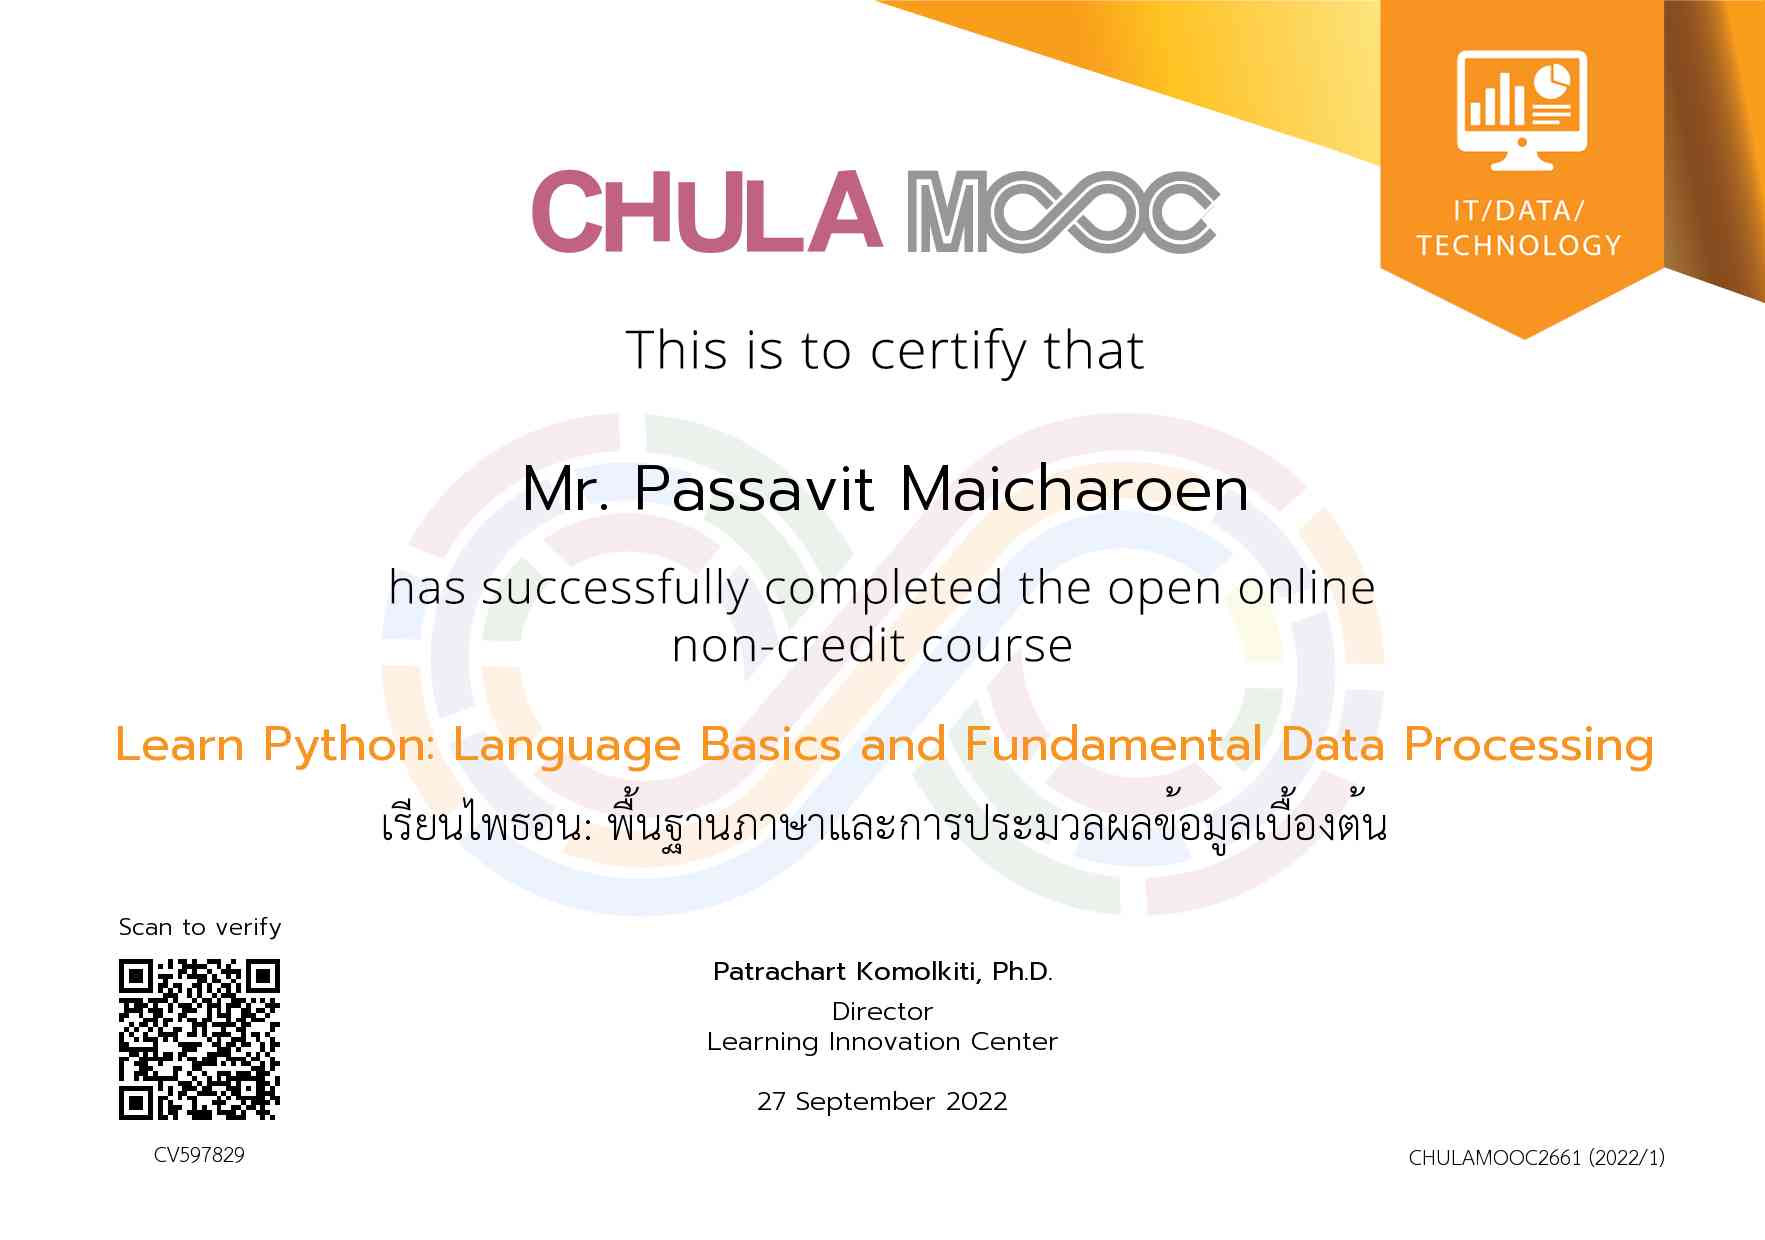 IT/DATA/
TECHNOLOGY
CHULA MOOC
This is to certify that
Mr. Passavit Maicharoen
has successfully completed the open online
non-credit course
Learn Python: Language Basics and Fundamental Data Processing
เรียนไพธอน: พื้นฐานภาษาและการประมวลผลข้อมูลเบื้องต้น
Scan to verify
Patrachart Komolkiti, Ph.D.
Director
Learning Innovation Center
27 September 2022
CV597829
CHULAMOOC2661 (2022/1)